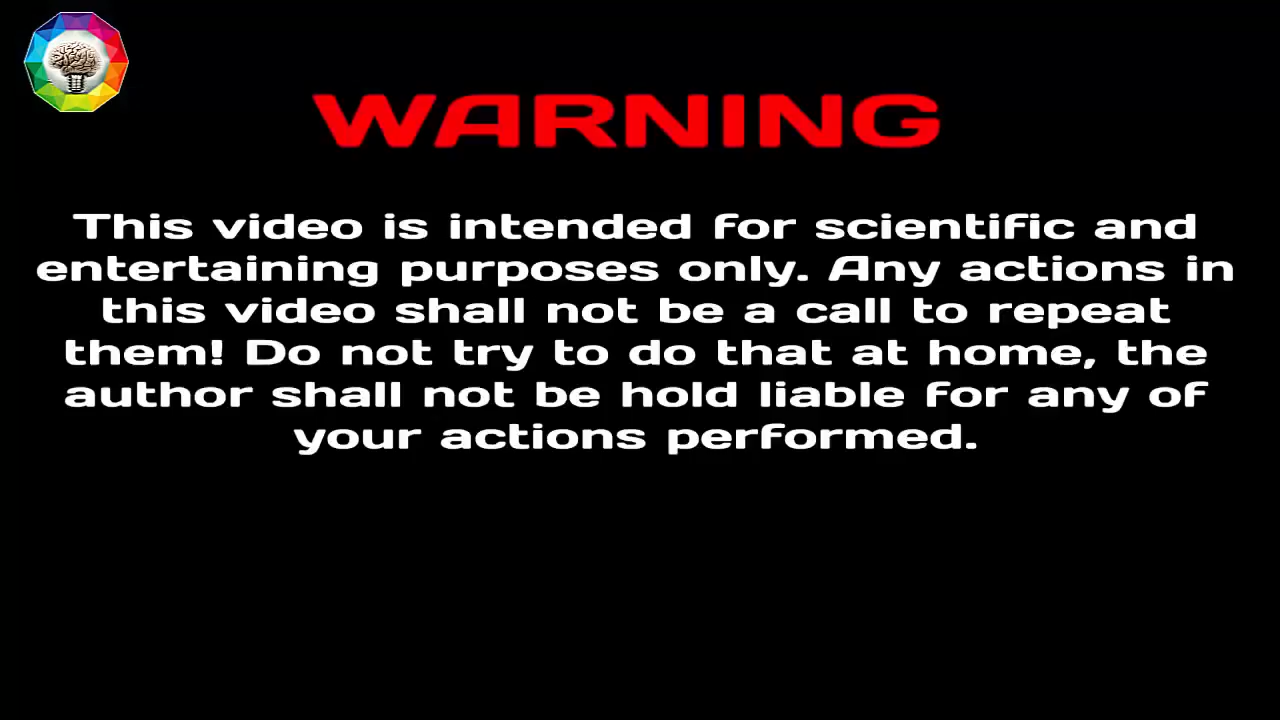 WARNING
This video is intended for scientific and
entertaining purposes only. Any actions in
this video shall not be a call to repeat
them! Do not try to do that at home, the
author shall not be hold liable for any of
your actions performed.